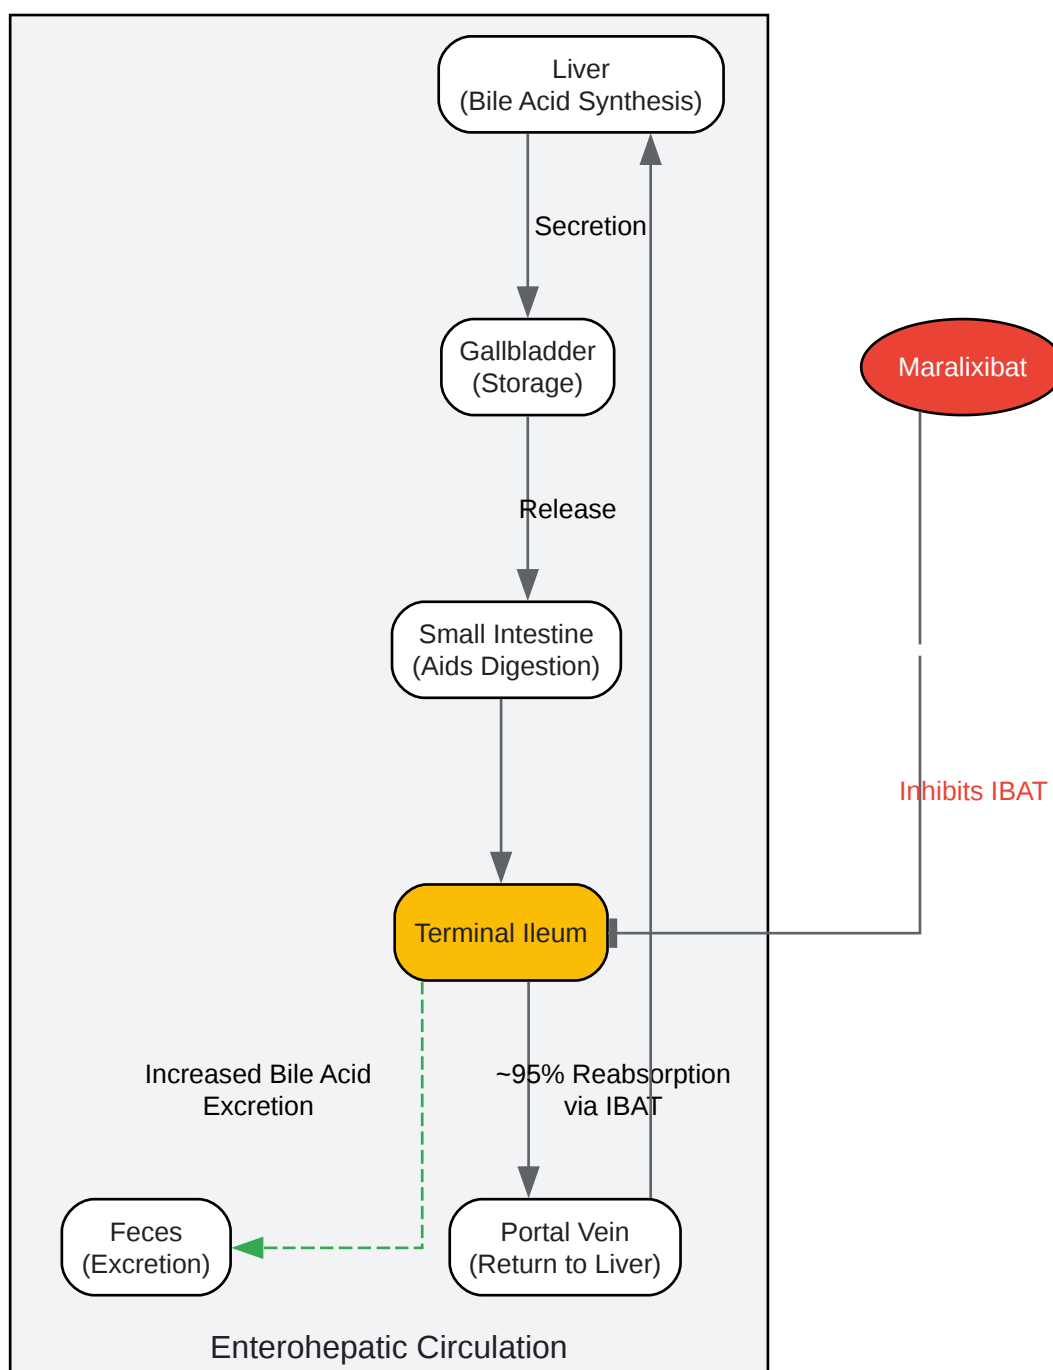 Liver
(Bile Acid Synthesis)
Secretion
Gallbladder
(Storage)
Maralixibat
Release
Small Intestine
(Aids Digestion)
Inhibits IBAT
Terminal Ileum
Increased Bile Acid
Excretion
~95% Reabsorption
via IBAT
Feces
(Excretion)
Portal Vein
(Return to Liver)
Enterohepatic Circulation